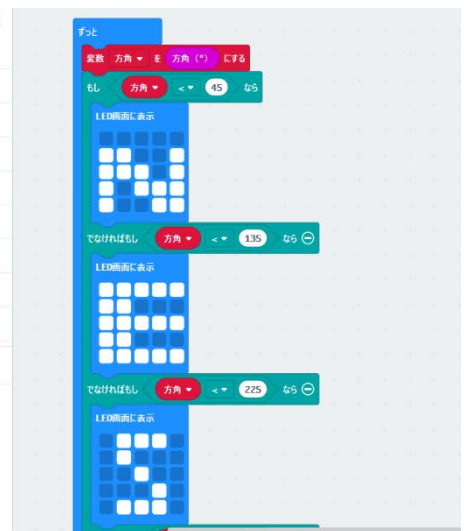 ずっと
変数 方角 を 方角 (°) にする
もし 方角 < 45 なら
LED画面に表示
でなければもし 方角 < 135 なら
LED画面に表示
でなければもし 方角 < 225 なら
LED画面に表示